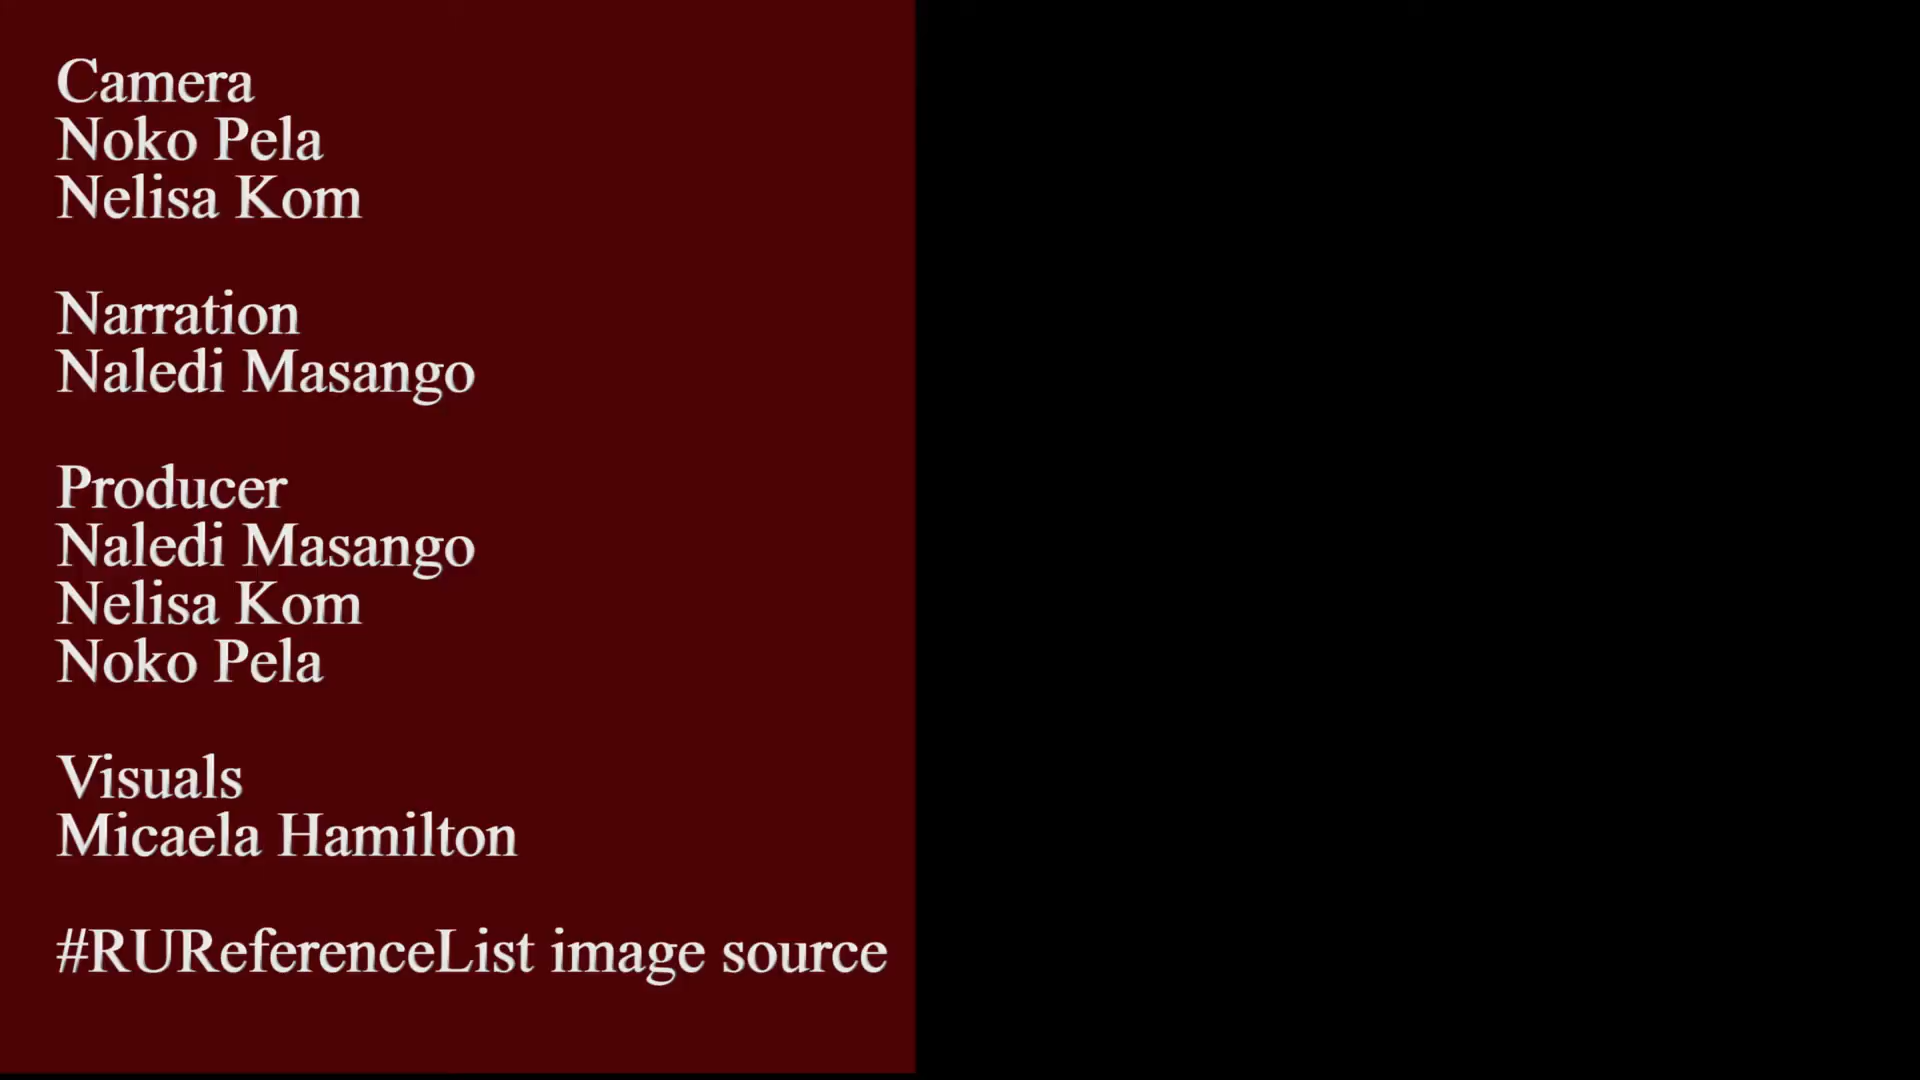 Camera
Noko Pela
Nelisa Kom
Narration
Naledi Masango
Producer
Naledi Masango
Nelisa Kom
Noko Pela
Visuals
Micaela Hamilton
#RUReferenceList image source